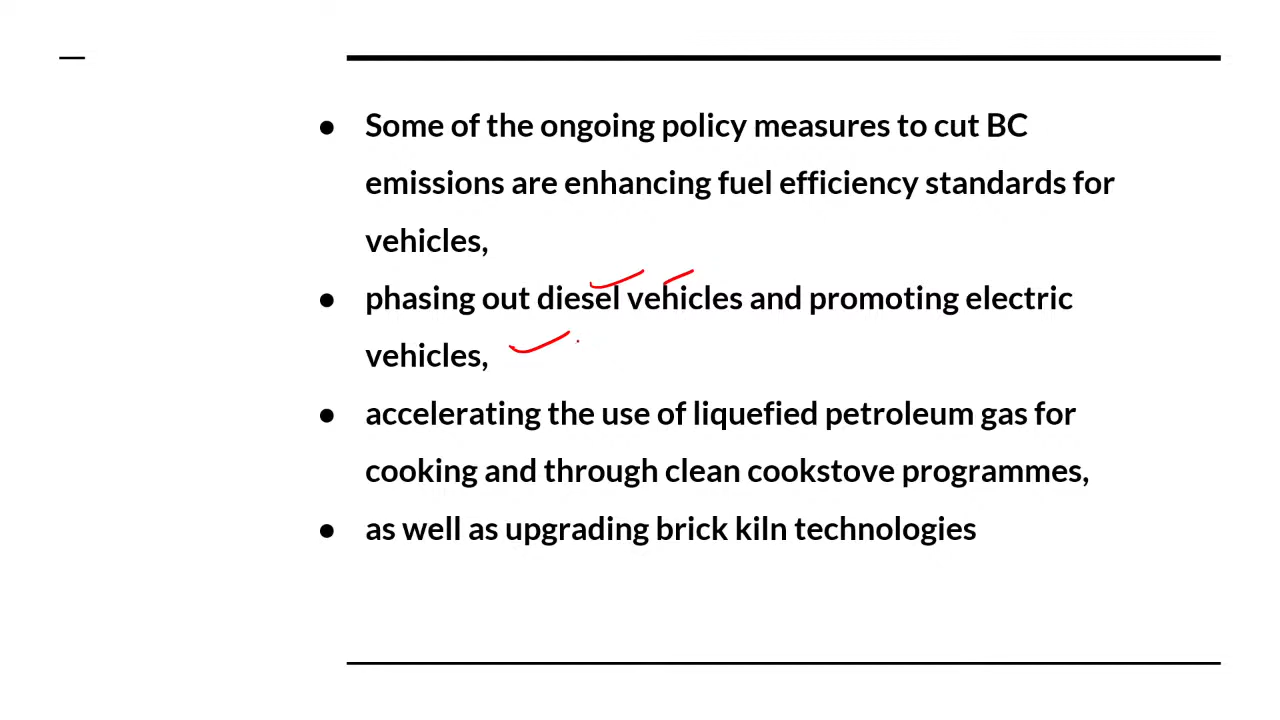 ● Some of the ongoing policy measures to cut BC
emissions are enhancing fuel efficiency standards for
vehicles,
● phasing out diesel vehicles and promoting electric
vehicles,
● accelerating the use of liquefied petroleum gas for
cooking and through clean cookstove programmes,
● as well as upgrading brick kiln technologies